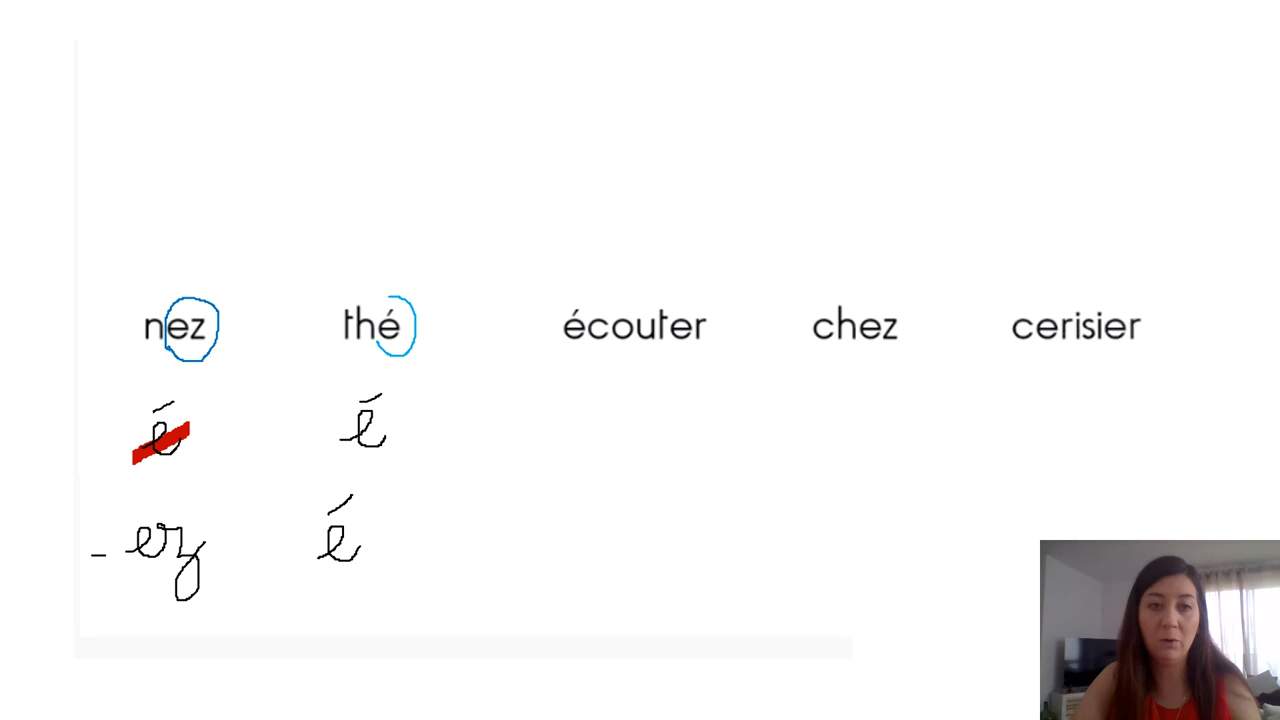 nez thé écouter chez cerisier
é é
- ez é